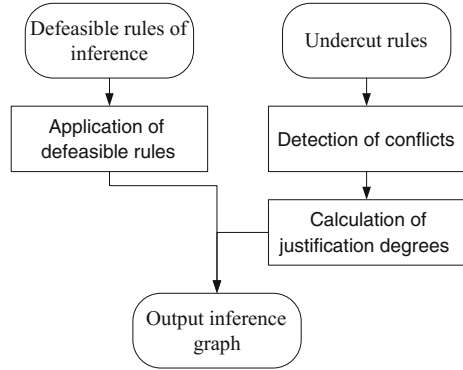 Defeasible rules of
inference
Undercut rules
Application of
defeasible rules
Detection of conflicts
Calculation of
justification degrees
Output inference
graph